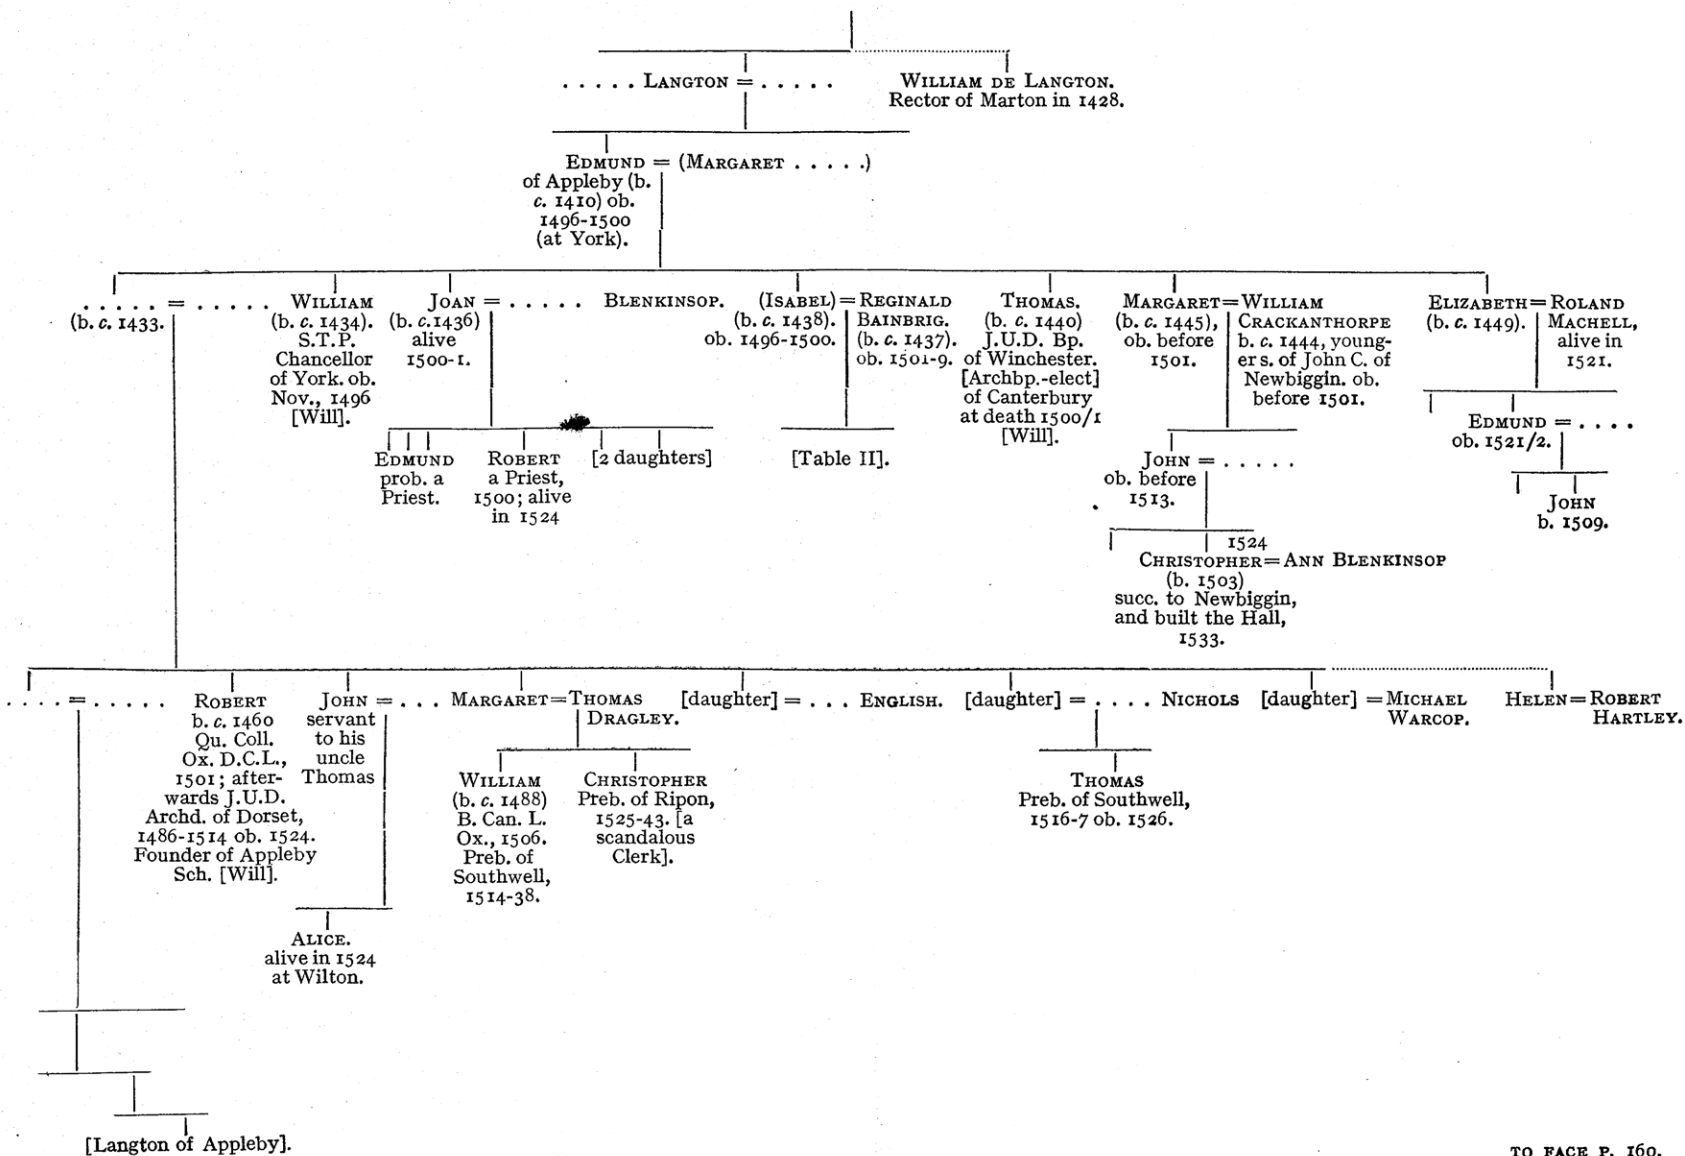 . . . . . LANGTON = . . . . .
WILLIAM DE LANGTON.
Rector of Marton in 1428.
EDMUND = (MARGARET . . . . .)
of Appleby (b.
c. 1410) ob.
1496-1500
(at York).
. . . . . = . . . . .
(b. c. 1433.
WILLIAM
(b. c. 1434).
S.T.P.
Chancellor
of York. ob.
Nov., 1496
[Will].
JOAN = . . . . . BLENKINSOP.
(b. c.1436)
alive
1500-1.
(ISABEL) = REGINALD
(b. c. 1438).
ob. 1496-1500.
BAINBRIG.
(b. c. 1437).
ob. 1501-9.
THOMAS.
(b. c. 1440)
J.U.D. Bp.
of Winchester.
[Archbp.-elect]
of Canterbury
at death 1500/1
[Will].
MARGARET = WILLIAM
(b. c. 1445),
ob. before
1501.
CRACKANTHORPE
b. c. 1444, young-
er s. of John C. of
Newbiggin. ob.
before 1501.
ELIZABETH = ROLAND
(b. c. 1449).
MACHELL,
alive in
1521.
EDMUND
prob. a
Priest.
ROBERT
a Priest,
1500; alive
in 1524
[2 daughters]
[Table II].
JOHN = . . . . .
ob. before
1513.
EDMUND = . . . .
ob. 1521/2.
JOHN
b. 1509.
1524
CHRISTOPHER = ANN BLENKINSOP
(b. 1503)
succ. to Newbiggin,
and built the Hall,
1533.
. . . . = . . . . .
ROBERT
b. c. 1460
Qu. Coll.
Ox. D.C.L.,
1501; after-
wards J.U.D.
Archd. of Dorset,
1486-1514 ob. 1524.
Founder of Appleby
Sch. [Will].
JOHN = . . .
servant
to his
uncle
Thomas
MARGARET = THOMAS
DRAGLEY.
[daughter] = . . . ENGLISH.
[daughter] = . . . . NICHOLS
[daughter] = MICHAEL
WARCOP.
HELEN = ROBERT
HARTLEY.
WILLIAM
(b. c. 1488)
B. Can. L.
Ox., 1506.
Preb. of
Southwell,
1514-38.
CHRISTOPHER
Preb. of Ripon,
1525-43. [a
scandalous
Clerk].
THOMAS
Preb. of Southwell,
1516-7 ob. 1526.
ALICE.
alive in 1524
at Wilton.
[Langton of Appleby].
TO FACE P. 160.